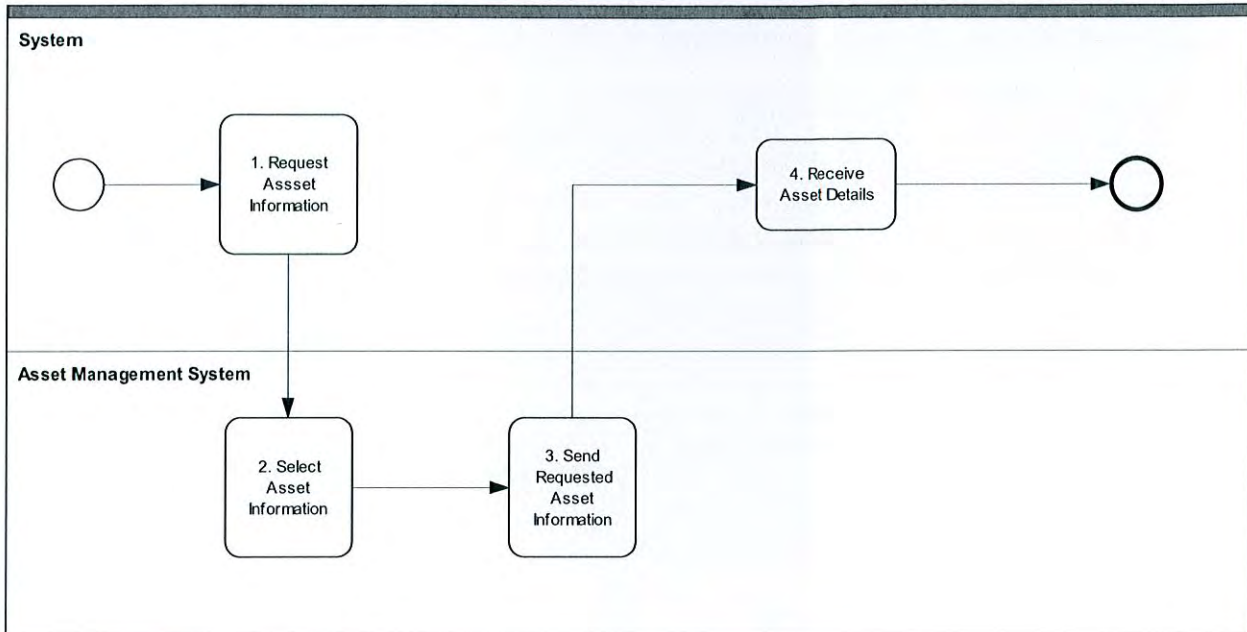 System
1. Request
Assset
Information
4. Receive
Asset Details
Asset Management System
2. Select
Asset
Information
3. Send
Requested
Asset
Information